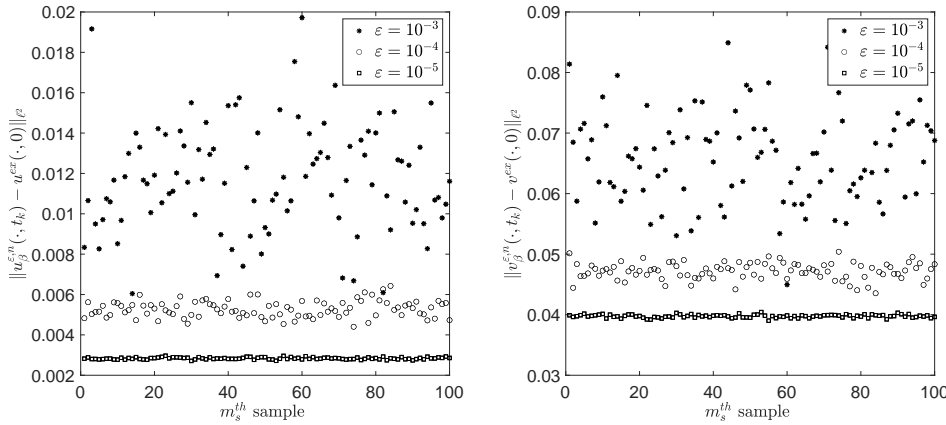 0.02
0.018
0.016
0.014
0.012
0.01
0.008
0.006
0.004
0.002
0 20 40 60 80 100
m_s^{th} sample
‖u_β^{ε,n}(·, t_k) − u^{ex}(·, 0)‖_{ℓ²}
ε = 10⁻³
ε = 10⁻⁴
ε = 10⁻⁵
0.09
0.08
0.07
0.06
0.05
0.04
0.03
0 20 40 60 80 100
m_s^{th} sample
‖v_β^{ε,n}(·, t_k) − v^{ex}(·, 0)‖_{ℓ²}
ε = 10⁻³
ε = 10⁻⁴
ε = 10⁻⁵